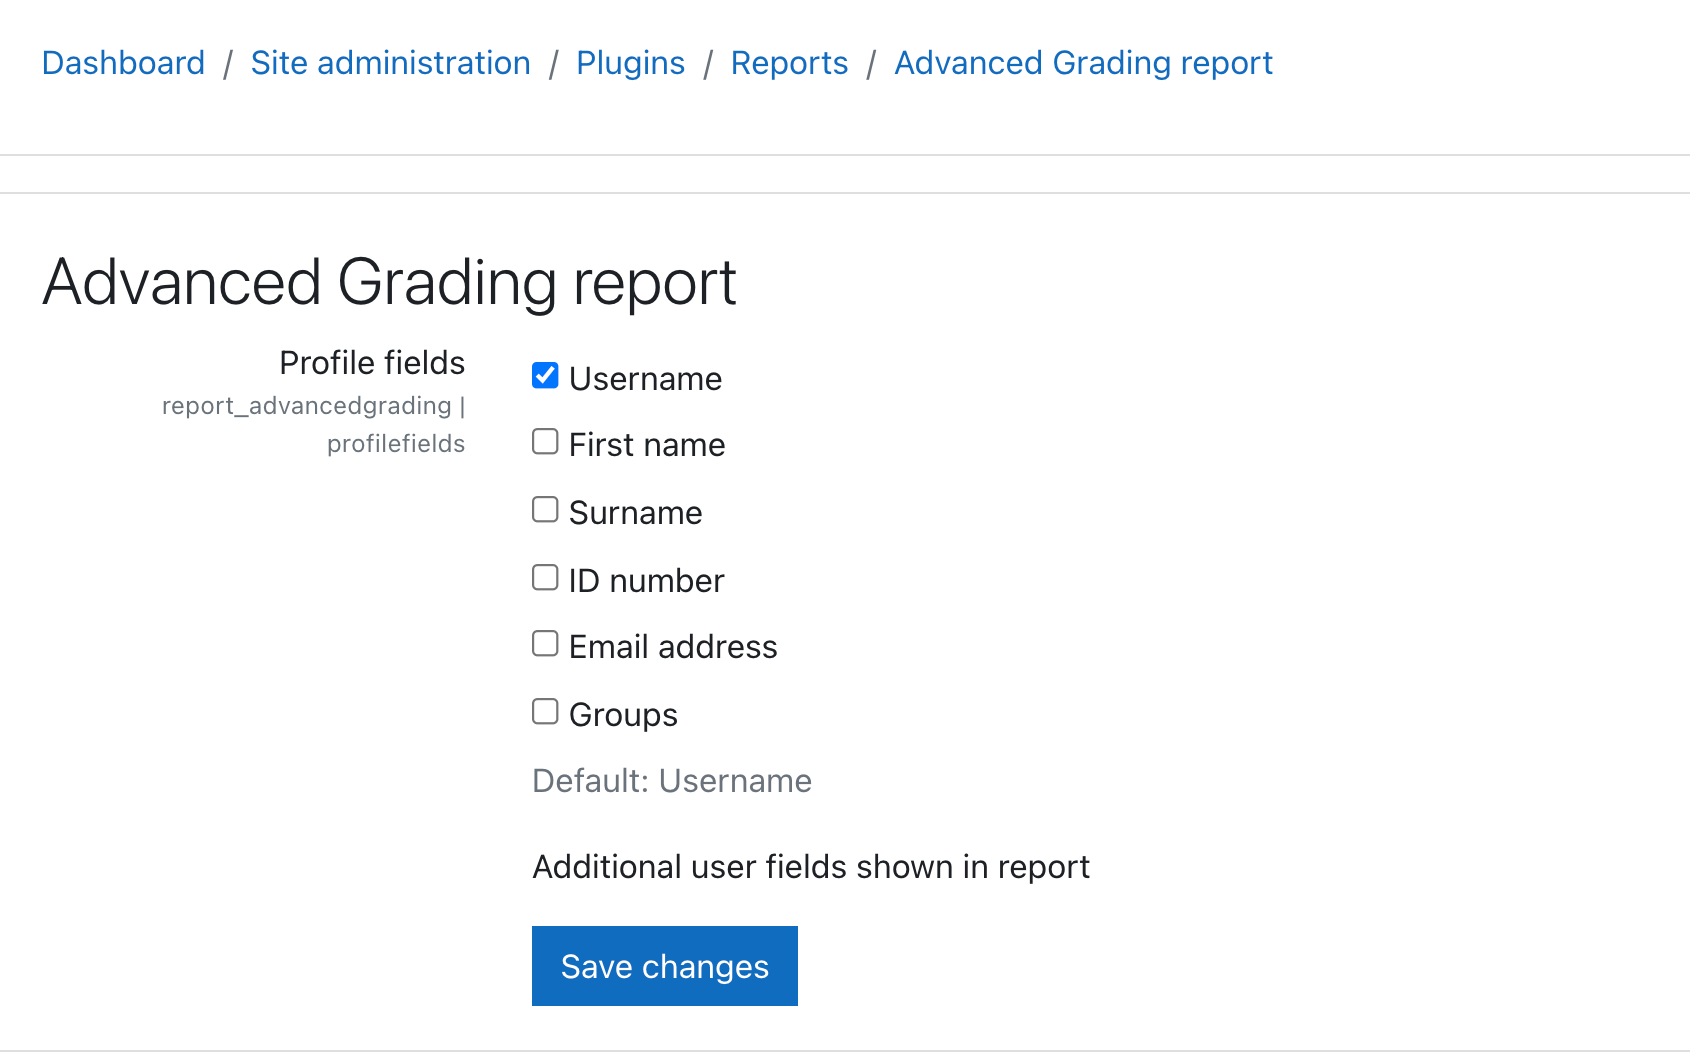 Dashboard / Site administration / Plugins / Reports / Advanced Grading report
Advanced Grading report
Profile fields
report_advancedgrading |
profilefields
Username
First name
Surname
ID number
Email address
Groups
Default: Username
Additional user fields shown in report
Save changes